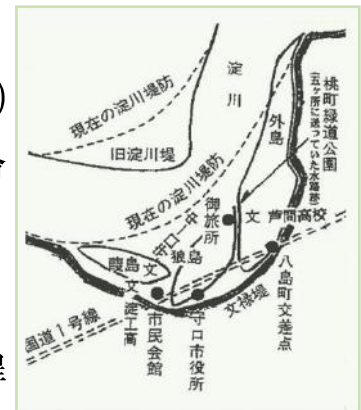 )
淀川
現在の淀川堤防
旧淀川堤
現在の淀川堤防
外島
桃町緑道公園
(五ヶ所に送っていた水路跡)
御旅所
文 芦間高校
守口一中
狼島
霞島
文
文
淀工高
市民会館
守口市役所
文禄堤
八島町交差点
国道1号線